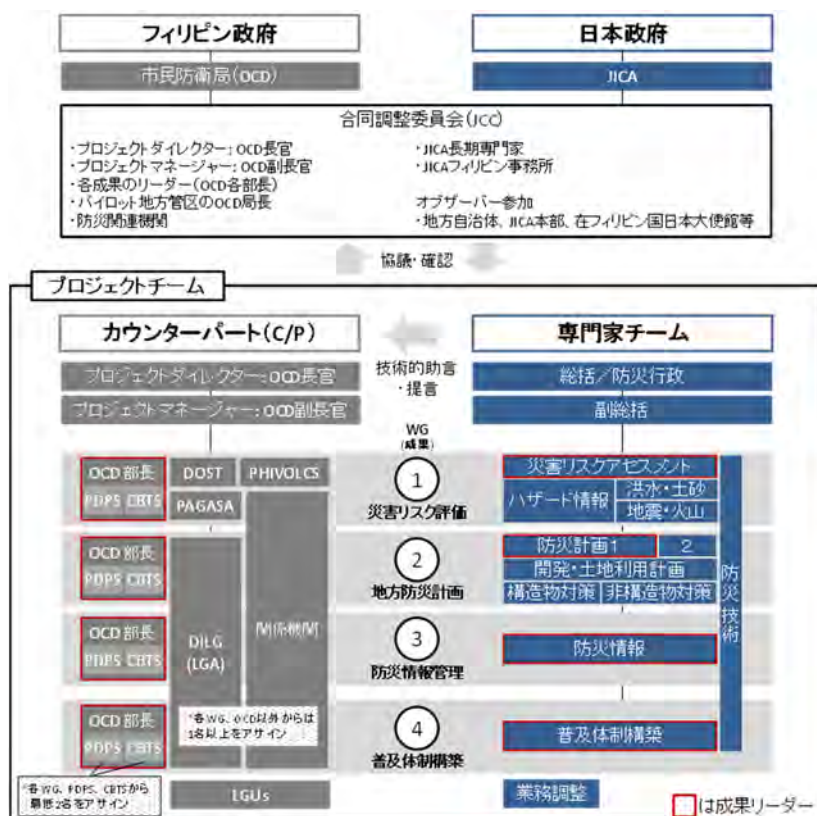 フィリピン政府
日本政府
市民防衛局(OCD)
JICA
合同調整委員会(JCC)
・プロジェクトダイレクター:OCD長官
・プロジェクトマネージャー:OCD副長官
・各成果のリーダー(OCD各部長)
・パイロット地方管区のOCD局長
・防災関連機関
・JICA長期専門家
・JICAフィリピン事務所
オブザーバー参加
・地方自治体、JICA本部、在フィリピン国日本大使館等
協議・確認
プロジェクトチーム
カウンターパート(C/P)
専門家チーム
技術的助言
・提言
プロジェクトダイレクター:OCD長官
プロジェクトマネージャー:OCD副長官
総括/防災行政
副総括
WG
(成果)
OCD部長
PDPS CBTS
DOST
PHIVOLCS
PAGASA
1
災害リスク評価
災害リスクアセスメント
ハザード情報
洪水・土砂
地震・火山
OCD部長
PDPS CBTS
2
地方防災計画
防災計画1
2
開発・土地利用計画
構造物対策
非構造物対策
防災技術
DILG
(LGA)
関係機関
OCD部長
PDPS CBTS
3
防災情報管理
防災情報
OCD部長
PDPS CBTS
*各WG、OCD以外からは
1名以上をアサイン
4
普及体制構築
普及体制構築
*各WG、PDPS、CBTSから
最低2名をアサイン
LGUs
業務調整
は成果リーダー